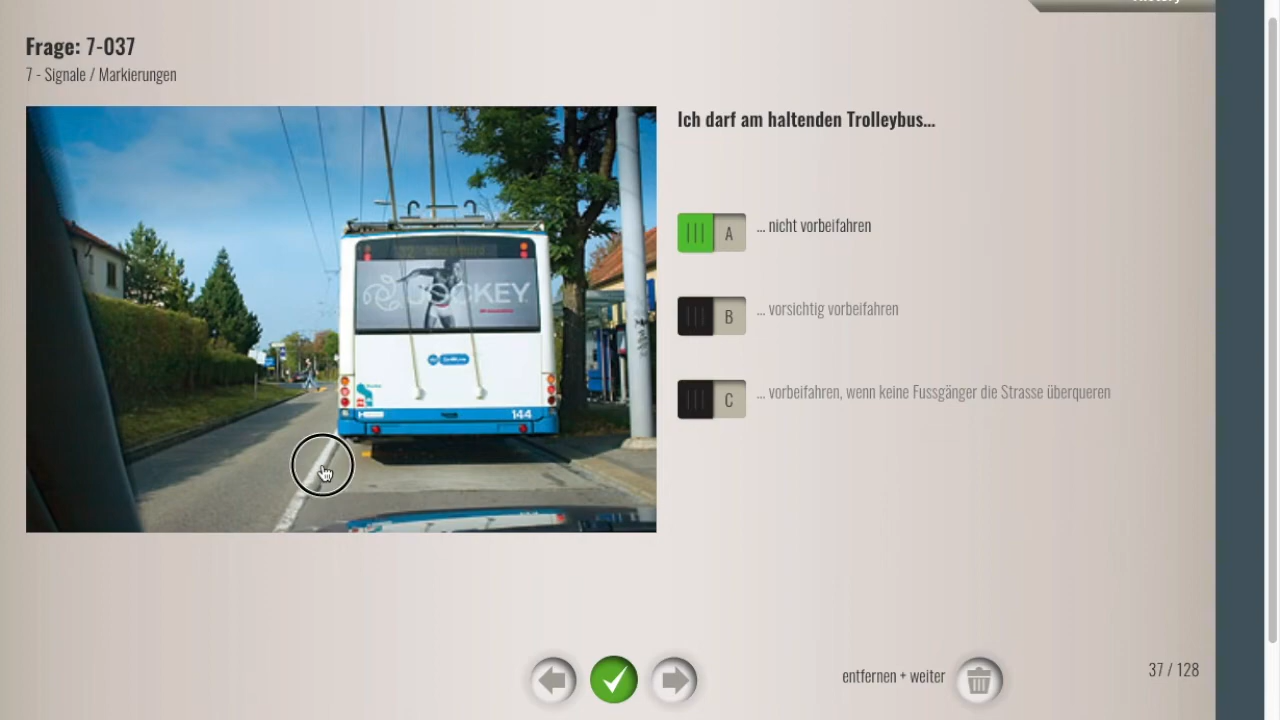 Frage: 7-037
7 - Signale / Markierungen
Ich darf am haltenden Trolleybus...
A ... nicht vorbeifahren
B ... vorsichtig vorbeifahren
C ... vorbeifahren, wenn keine Fussgänger die Strasse überqueren
JOCKEY
144
entfernen + weiter
37 / 128